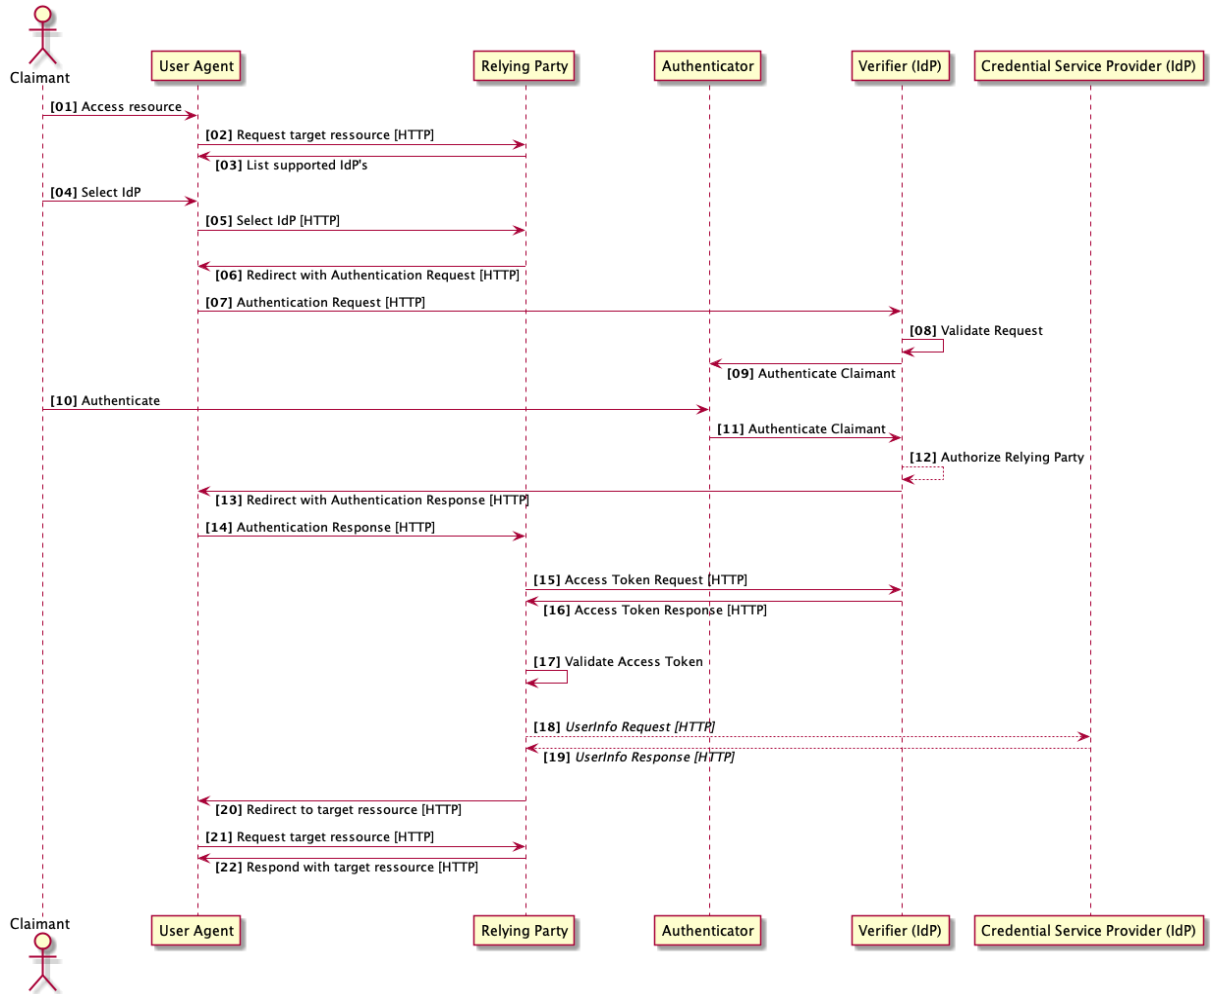 Claimant
User Agent
Relying Party
Authenticator
Verifier (IdP)
Credential Service Provider (IdP)
[01] Access resource
[02] Request target ressource [HTTP]
[03] List supported IdP's
[04] Select IdP
[05] Select IdP [HTTP]
[06] Redirect with Authentication Request [HTTP]
[07] Authentication Request [HTTP]
[08] Validate Request
[09] Authenticate Claimant
[10] Authenticate
[11] Authenticate Claimant
[12] Authorize Relying Party
[13] Redirect with Authentication Response [HTTP]
[14] Authentication Response [HTTP]
[15] Access Token Request [HTTP]
[16] Access Token Response [HTTP]
[17] Validate Access Token
[18] UserInfo Request [HTTP]
[19] UserInfo Response [HTTP]
[20] Redirect to target ressource [HTTP]
[21] Request target ressource [HTTP]
[22] Respond with target ressource [HTTP]
Claimant
User Agent
Relying Party
Authenticator
Verifier (IdP)
Credential Service Provider (IdP)